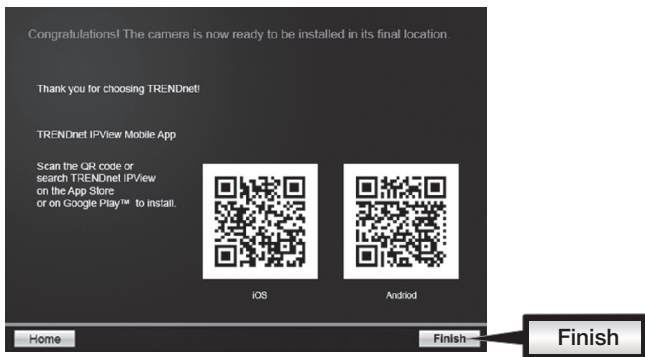 Congratulations! The camera is now ready to be installed in its final location.
Thank you for choosing TRENDnet!
TRENDnet IPView Mobile App
Scan the QR code or
search TRENDnet IPView
on the App Store
or on Google Play™ to install.
iOS
Andriod
Home
Finish
Finish